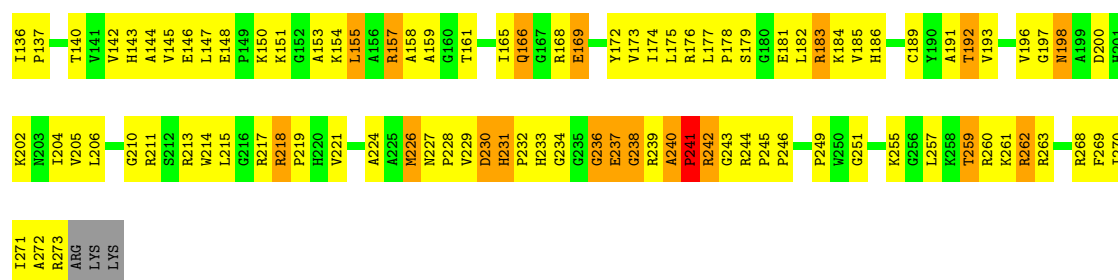 I136 P137 T140 V141 V142 H143 A144 V145 E146 L147 E148 P149 K150 K151 G152 A153 K154 L155 A156 R157 A158 A159 G160 T161 I165 Q166 G167 R168 E169 Y172 V173 I174 L175 R176 L177 P178 S179 G180 E181 L182 R183 K184 V185 H186 C189 Y190 A191 T192 V193 V196 G197 N198 A199 D200 H201
K202 N203 I204 V205 L206 G210 R211 S212 R213 W214 L215 G216 R217 R218 P219 H220 V221 A224 A225 M226 N227 P228 V229 D230 H231 P232 H233 G234 G235 G236 E237 G238 R239 A240 P241 R242 G243 R244 P245 P246 P249 W250 G251 K255 G256 L257 K258 T259 R260 K261 R262 R263 R268 F269 I270
I271 A272 R273 ARG LYS LYS